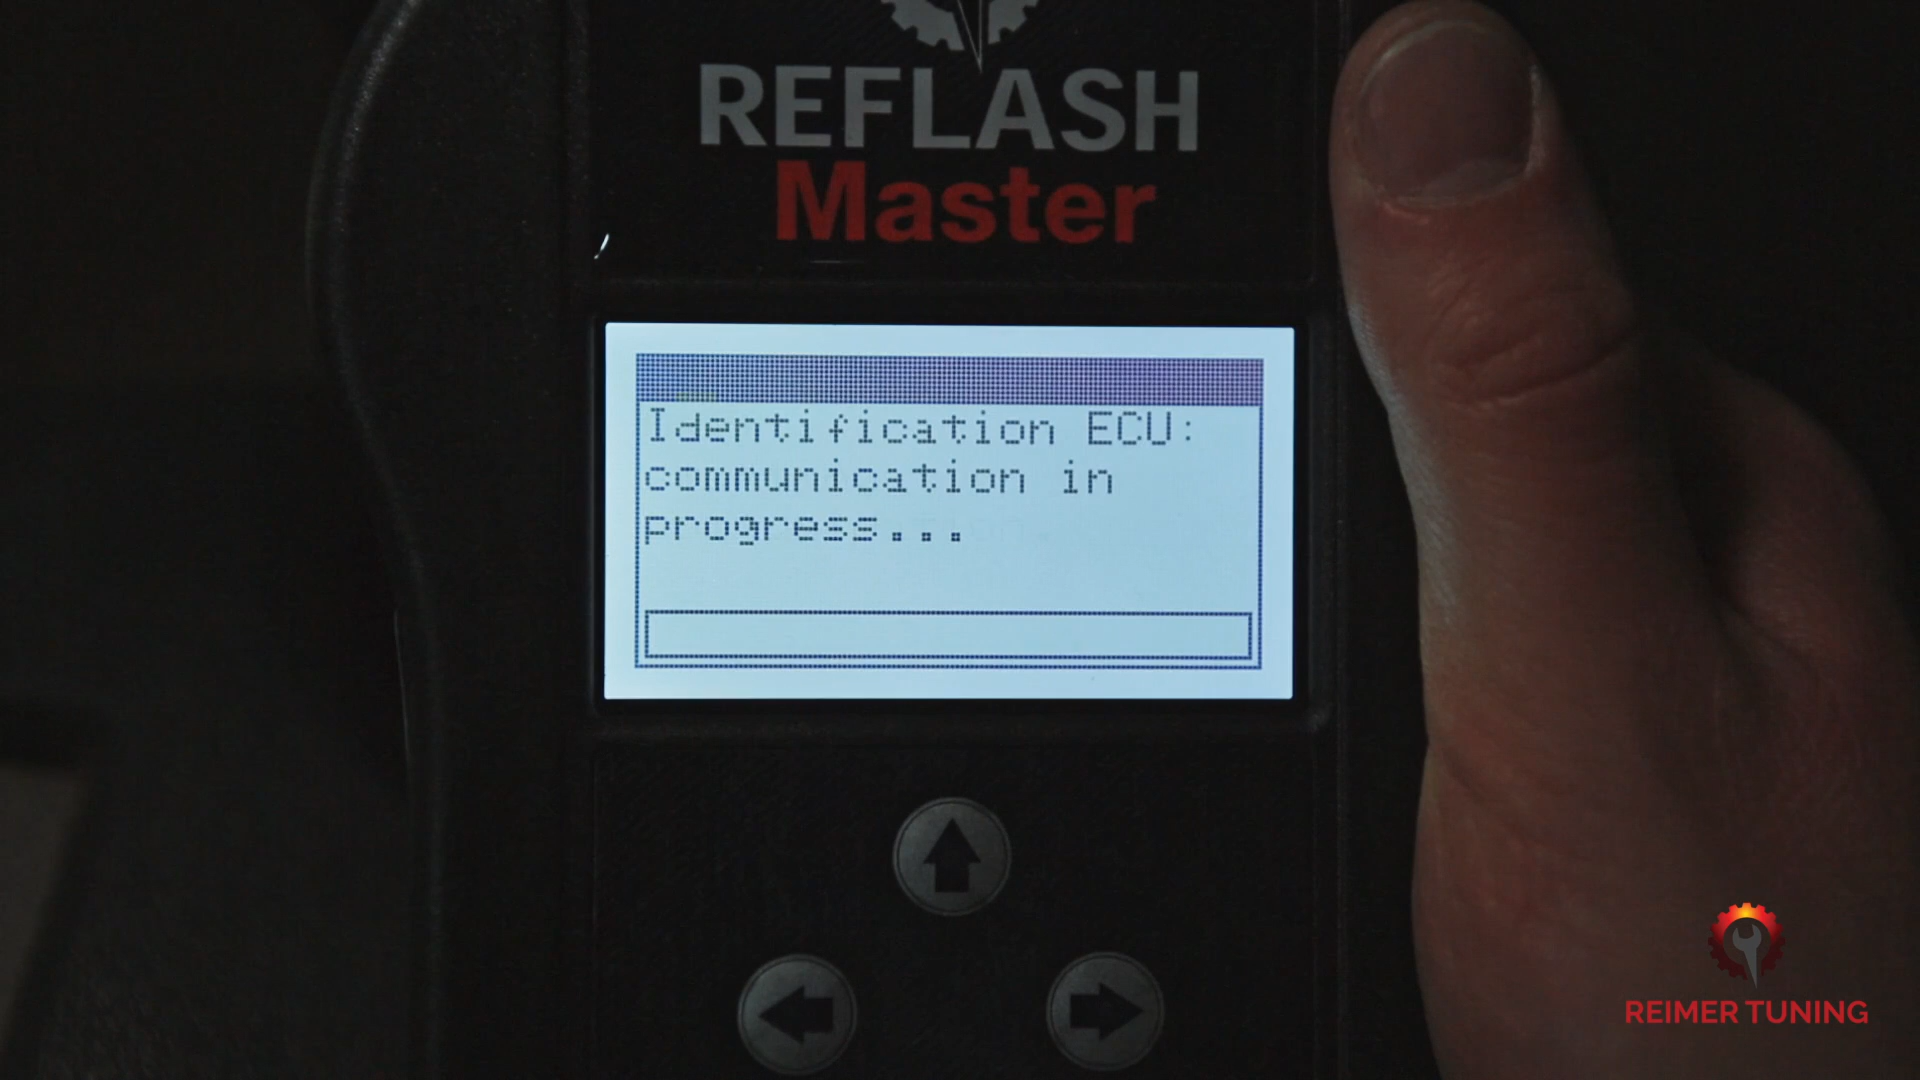 REFLASH
Master
Identification ECU:
communication in
progress...
REIMER TUNING